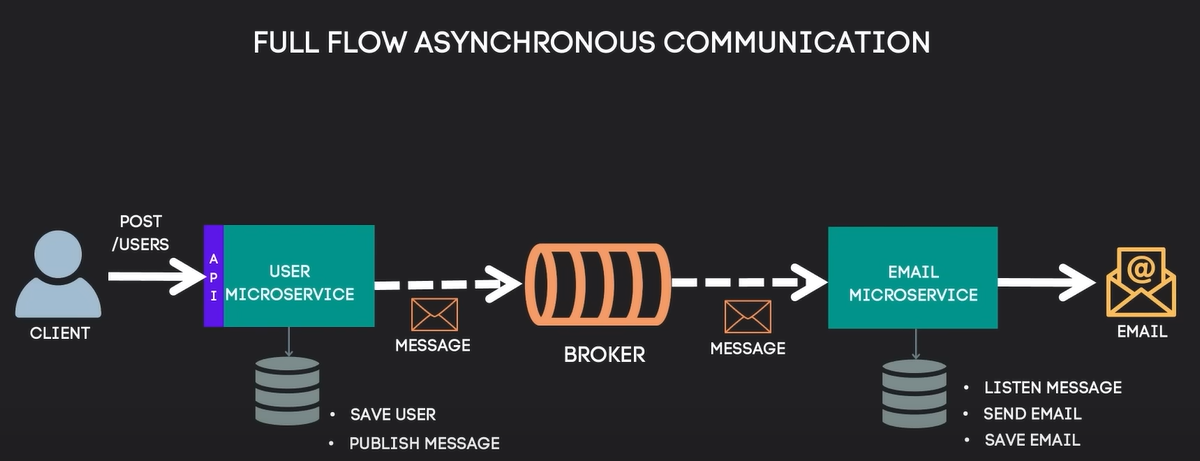 FULL FLOW ASYNCHRONOUS COMMUNICATION
POST
/USERS
CLIENT
API
USER
MICROSERVICE
MESSAGE
BROKER
MESSAGE
EMAIL
MICROSERVICE
@
EMAIL
• SAVE USER
• PUBLISH MESSAGE
• LISTEN MESSAGE
• SEND EMAIL
• SAVE EMAIL